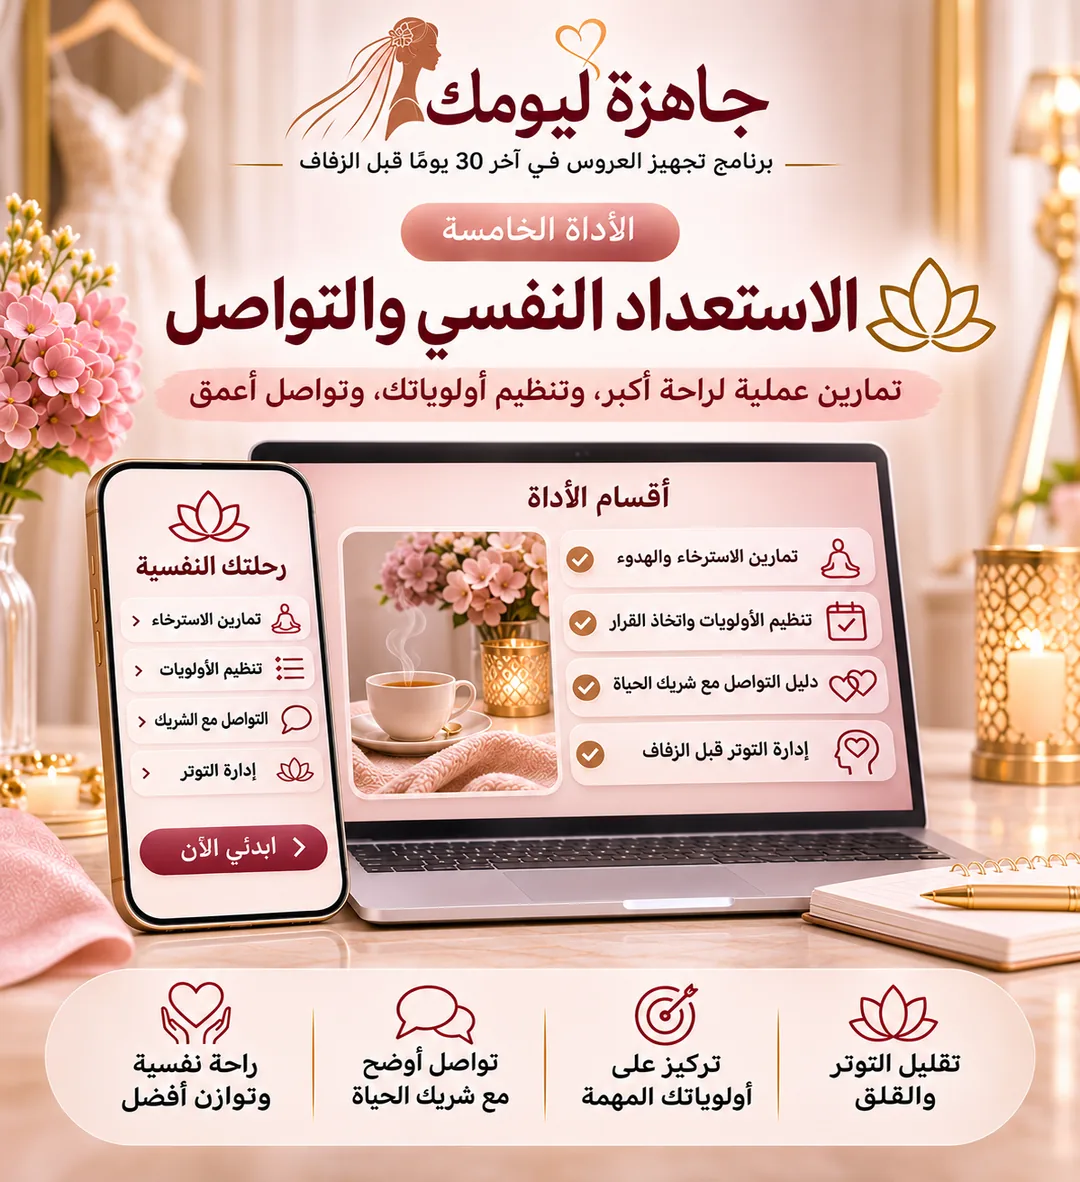 جاهزة ليومك
برنامج تجهيز العروس في آخر 30 يومًا قبل الزفاف
الأداة الخامسة
الاستعداد النفسي والتواصل
تمارين عملية لراحة أكبر، وتنظيم أولوياتك، وتواصل أعمق
أقسام الأداة
تمارين الاسترخاء والهدوء
تنظيم الأولويات واتخاذ القرار
دليل التواصل مع شريك الحياة
إدارة التوتر قبل الزفاف
رحلتك النفسية
تمارين الاسترخاء
تنظيم الأولويات
التواصل مع الشريك
إدارة التوتر
ابدئي الآن
تقليل التوتر
والقلق
تركيز على
أولوياتك المهمة
تواصل أوضح
مع شريك الحياة
راحة نفسية
وتوازن أفضل